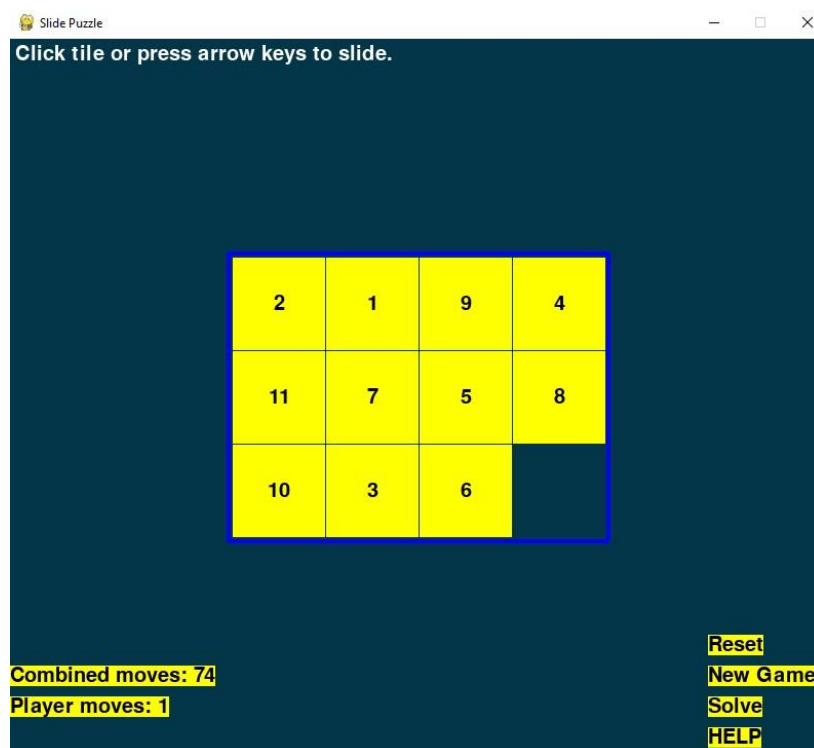 Slide Puzzle
Click tile or press arrow keys to slide.
2 1 9 4
11 7 5 8
10 3 6
Reset
Combined moves: 74
New Game
Player moves: 1
Solve
HELP